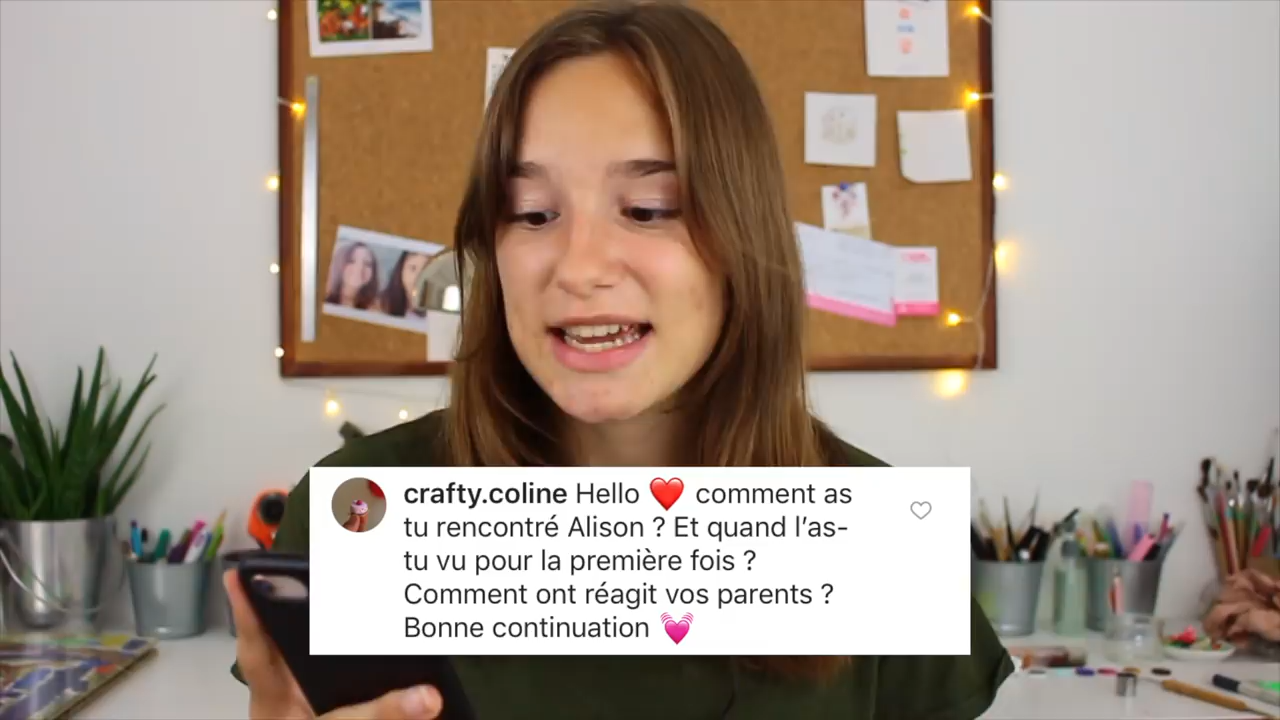 crafty.coline Hello ❤️ comment as
tu rencontré Alison ? Et quand l’as-
tu vu pour la première fois ?
Comment ont réagit vos parents ?
Bonne continuation 💓